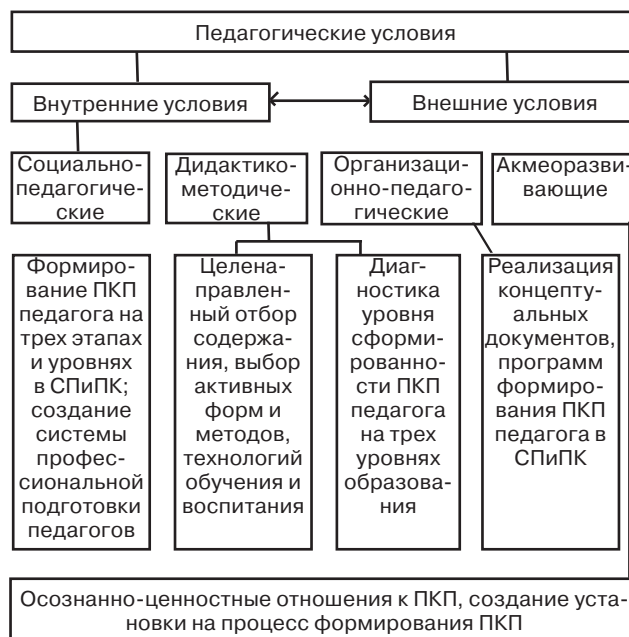 Педагогические условия
Внутренние условия
Внешние условия
Социально-
педагогиче-
ские
Дидактико-
методиче-
ские
Организаци-
онно-педаго-
гические
Акмеоразви-
вающие
Формиро-
вание ПКП
педагога на
трех этапах
и уровнях
в СПиПК;
создание
системы
профес-
сиональной
подготовки
педагогов
Целена-
правлен-
ный отбор
содержа-
ния, выбор
активных
форм и
методов,
технологий
обучения и
воспитания
Диаг-
ностика
уровня
сформи-
рованно-
сти ПКП
педагога
на трех
уровнях
образова-
ния
Реализация
концепту-
альных
документов,
программ
формиро-
вания ПКП
педагога в
СПиПК
Осознанно-ценностные отношения к ПКП, создание уста-
новки на процесс формирования ПКП